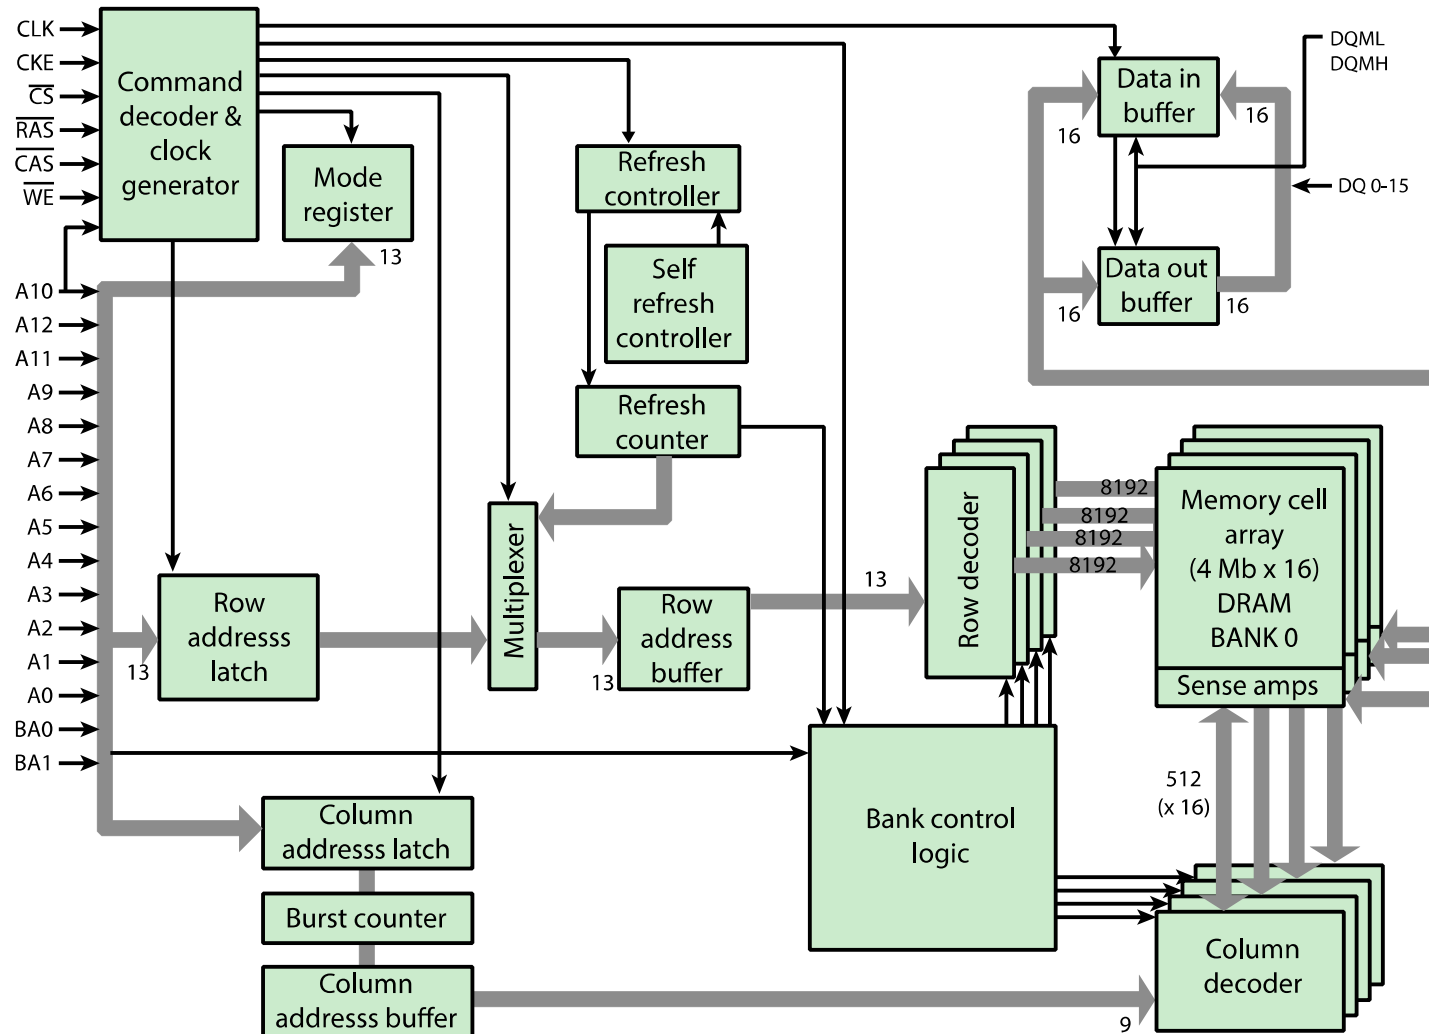 CLK
CKE
CS
RAS
CAS
WE
A10
A12
A11
A9
A8
A7
A6
A5
A4
A3
A2
A1
A0
BA0
BA1
Command
decoder &
clock
generator
Mode
register
13
Refresh
controller
Self
refresh
controller
Refresh
counter
Multiplexer
Row
addresss
latch
13
Row
address
buffer
13
13
Row decoder
8192
8192
8192
8192
Memory cell
array
(4 Mb x 16)
DRAM
BANK 0
Sense amps
512
(x 16)
Bank control
logic
Column
decoder
9
Column
addresss latch
Burst counter
Column
addresss buffer
Data in
buffer
16
16
DQML
DQMH
DQ 0-15
Data out
buffer
16
16